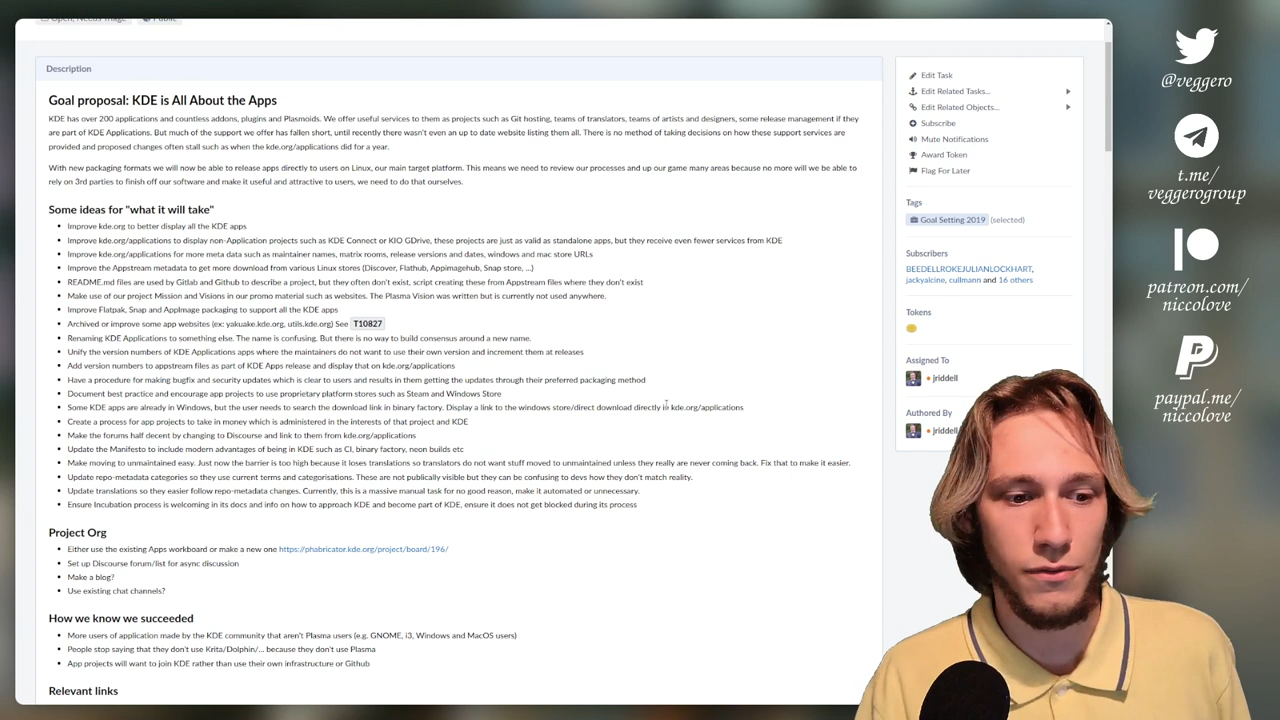 Open, Needs Triage
Public
Description
Goal proposal: KDE is All About the Apps
KDE has over 200 applications and countless addons, plugins and Plasmoids. We offer useful services to them as projects such as Git hosting, teams of translators, teams of artists and designers, some release management if they
are part of KDE Applications. But much of the support we offer has fallen short, until recently there wasn't even an up to date website listing them all. There is no method of taking decisions on how these support services are
provided and proposed changes often stall such as when the kde.org/applications did for a year.
With new packaging formats we will now be able to release apps directly to users on Linux, our main target platform. This means we need to review our processes and up our game many areas because no more will we be able to
rely on 3rd parties to finish off our software and make it useful and attractive to users, we need to do that ourselves.
Some ideas for "what it will take"
Improve kde.org to better display all the KDE apps
Improve kde.org/applications to display non-Application projects such as KDE Connect or KIO GDrive, these projects are just as valid as standalone apps, but they receive even fewer services from KDE
Improve kde.org/applications for more meta data such as maintainer names, matrix rooms, release versions and dates, windows and mac store URLs
Improve the Appstream metadata to get more download from various Linux stores (Discover, Flathub, Appimagehub, Snap store, ...)
README.md files are used by Gitlab and Github to describe a project, but they often don't exist, script creating these from Appstream files where they don't exist
Make use of our project Mission and Visions in our promo material such as websites. The Plasma Vision was written but is currently not used anywhere.
Improve Flatpak, Snap and AppImage packaging to support all the KDE apps
Archived or improve some app websites (ex: yakuake.kde.org, utils.kde.org) See T10827
Renaming KDE Applications to something else. The name is confusing. But there is no way to build consensus around a new name.
Unify the version numbers of KDE Applications apps where the maintainers do not want to use their own version and increment them at releases
Add version numbers to appstream files as part of KDE Apps release and display that on kde.org/applications
Have a procedure for making bugfix and security updates which is clear to users and results in them getting the updates through their preferred packaging method
Document best practice and encourage app projects to use proprietary platform stores such as Steam and Windows Store
Some KDE apps are already in Windows, but the user needs to search the download link in binary factory. Display a link to the windows store/direct download directly in kde.org/applications
Create a process for app projects to take in money which is administered in the interests of that project and KDE
Make the forums half decent by changing to Discourse and link to them from kde.org/applications
Update the Manifesto to include modern advantages of being in KDE such as CI, binary factory, neon builds etc
Make moving to unmaintained easy. Just now the barrier is too high because it loses translations so translators do not want stuff moved to unmaintained unless they really are never coming back. Fix that to make it easier.
Update repo-metadata categories so they use current terms and categorisations. These are not publically visible but they can be confusing to devs how they don't match reality.
Update translations so they easier follow repo-metadata changes. Currently, this is a massive manual task for no good reason, make it automated or unnecessary.
Ensure Incubation process is welcoming in its docs and info on how to approach KDE and become part of KDE, ensure it does not get blocked during its process
Project Org
Either use the existing Apps workboard or make a new one https://phabricator.kde.org/project/board/196/
Set up Discourse forum/list for async discussion
Make a blog?
Use existing chat channels?
How we know we succeeded
More users of application made by the KDE community that aren't Plasma users (e.g. GNOME, i3, Windows and MacOS users)
People stop saying that they don't use Krita/Dolphin/... because they don't use Plasma
App projects will want to join KDE rather than use their own infrastructure or Github
Relevant links
Edit Task
Edit Related Tasks...
Edit Related Objects...
Subscribe
Mute Notifications
Award Token
Flag For Later
Tags
Goal Setting 2019 (selected)
Subscribers
BEEDELLROKEJULIANLOCKHART,
jackyalcine, cullmann and 16 others
Tokens
Assigned To
jriddell
Authored By
jriddell
@veggero
t.me/
veggerogroup
patreon.com/
niccolove
paypal.me/
niccolove